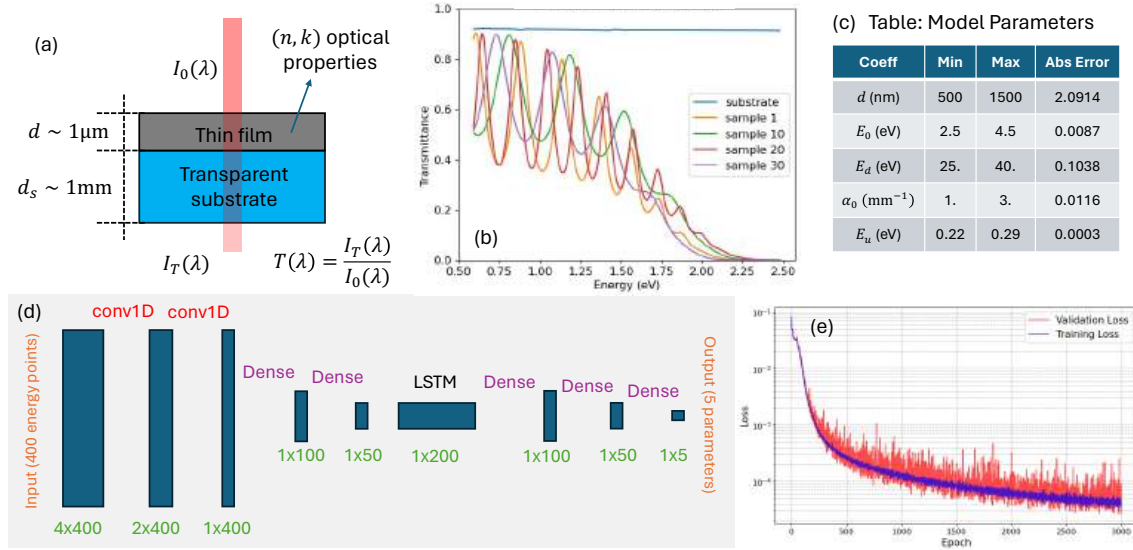 (a)
I₀(λ)
(n, k) optical
properties
d ~ 1μm
Thin film
dₛ ~ 1mm
Transparent
substrate
I_T(λ)
T(λ) = I_T(λ)/I₀(λ)
Transmittance
1.0
0.8
0.6
0.4
0.2
0.0
substrate
sample 1
sample 10
sample 20
sample 30
(b)
0.50 0.75 1.00 1.25 1.50 1.75 2.00 2.25 2.50
Energy (eV)
(c) Table: Model Parameters
Coeff Min Max Abs Error
d (nm) 500 1500 2.0914
E₀ (eV) 2.5 4.5 0.0087
E_d (eV) 25. 40. 0.1038
α₀ (mm⁻¹) 1. 3. 0.0116
E_u (eV) 0.22 0.29 0.0003
(d)
conv1D conv1D
Input (400 energy points)
Dense Dense LSTM Dense Dense Dense
Output (5 parameters)
4x400 2x400 1x400 1x100 1x50 1x200 1x100 1x50 1x5
(e)
Validation Loss
Training Loss
Loss
10⁻¹
10⁻²
10⁻³
10⁻⁴
0 500 1000 1500 2000 2500 3000
Epoch